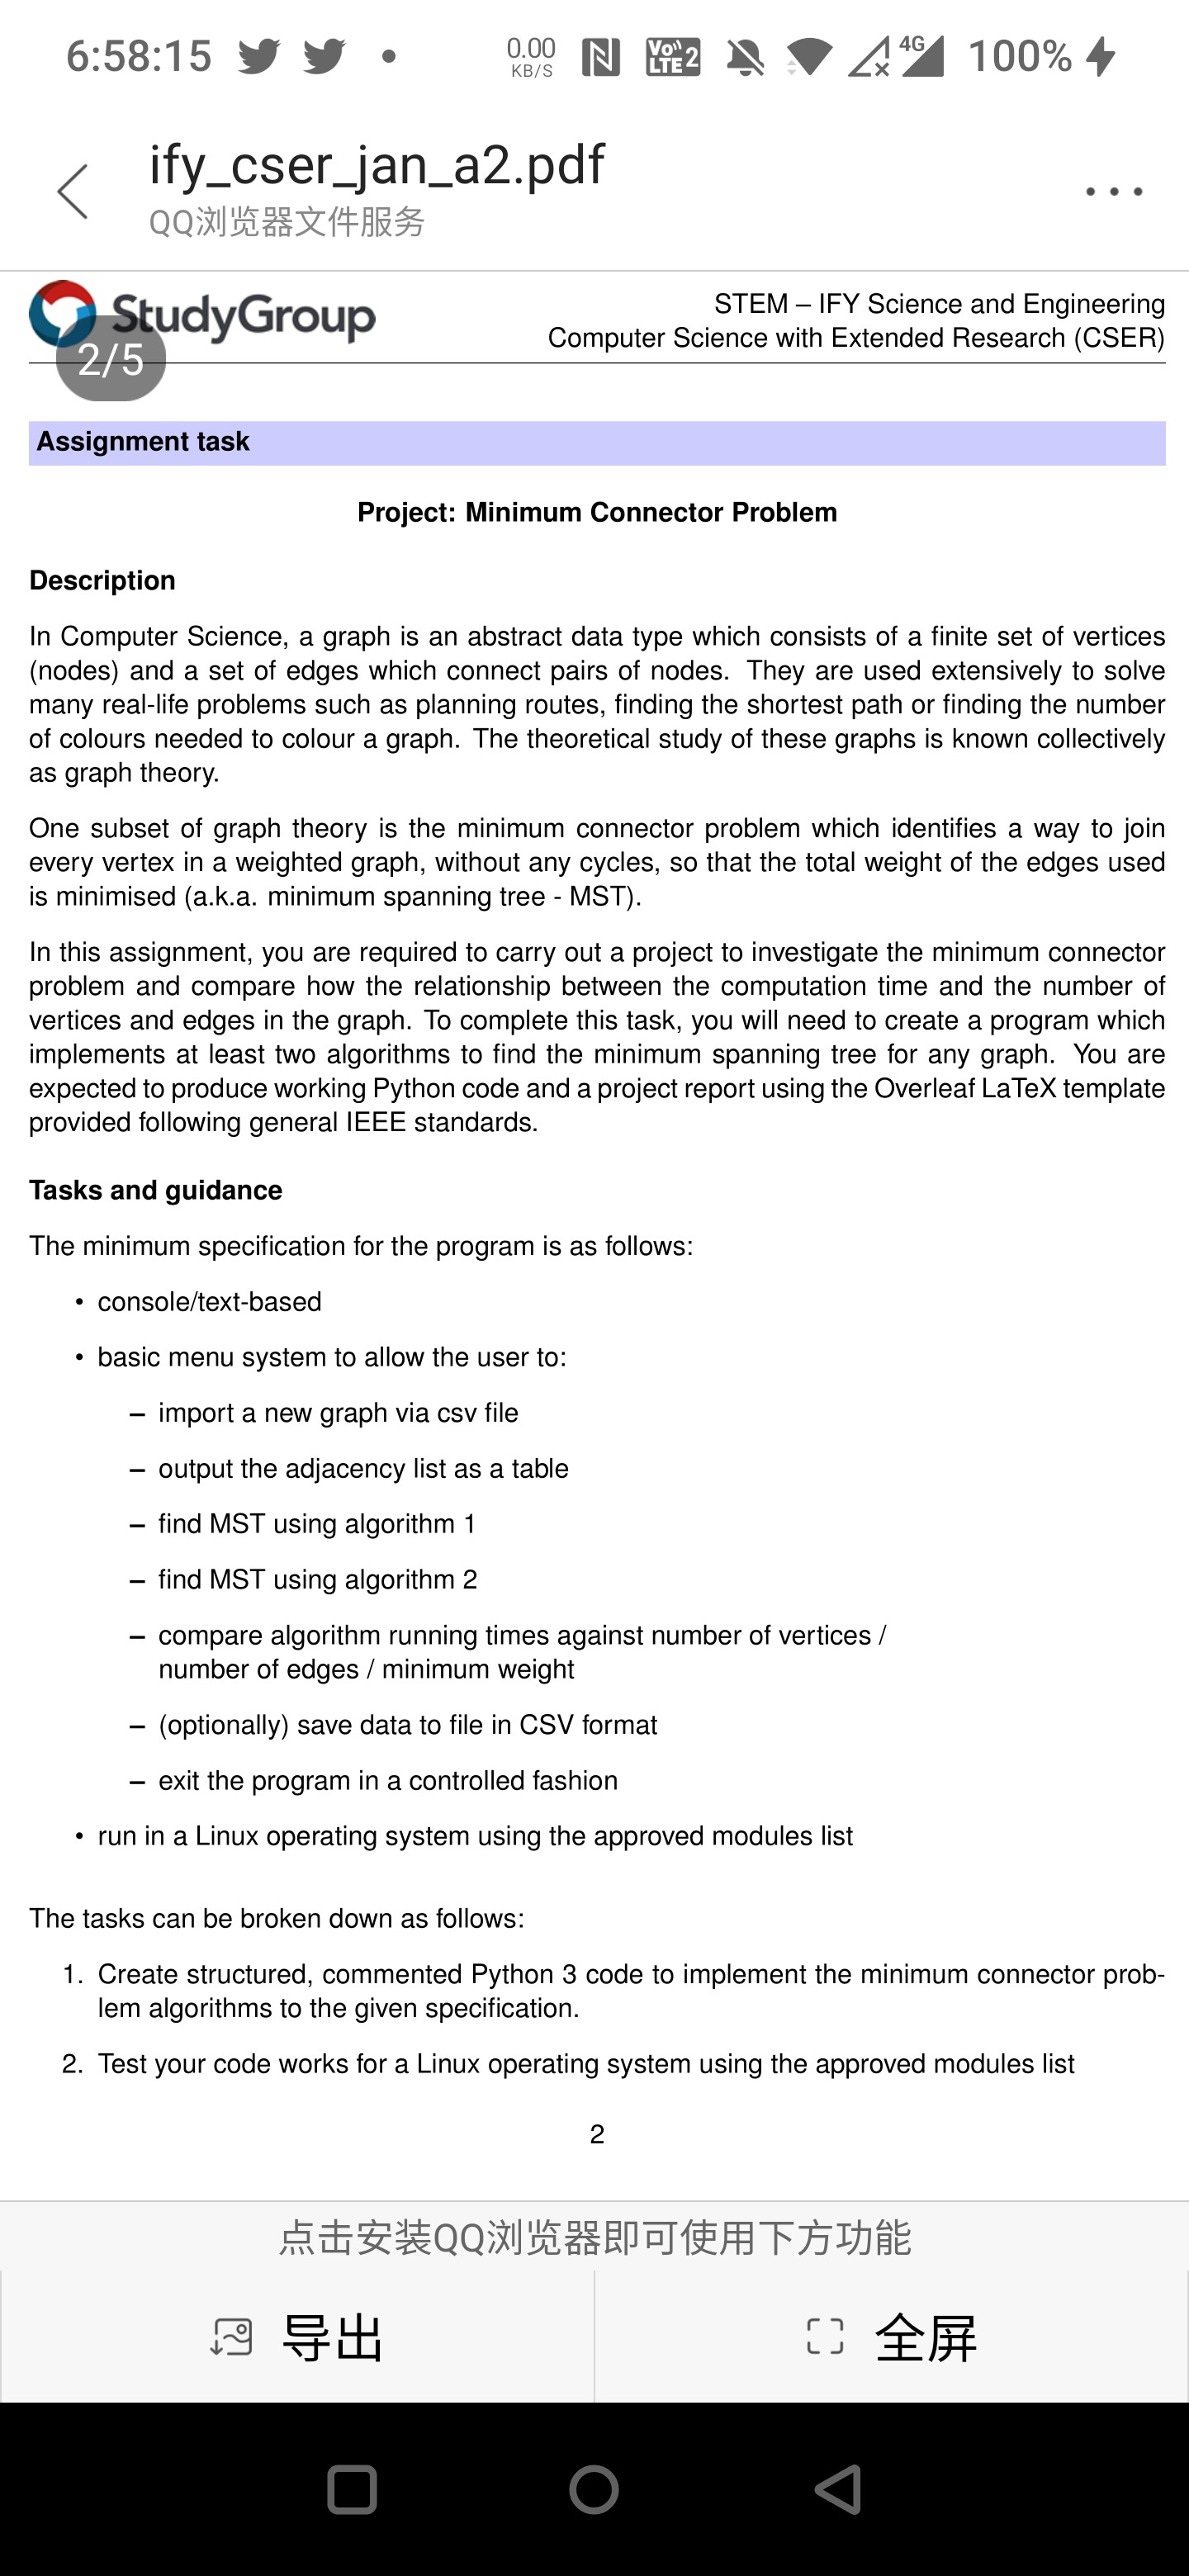 6:58:15
0.00
KB/S
Vo))
LTE 2
4G
100%
ify_cser_jan_a2.pdf
QQ浏览器文件服务
StudyGroup
2/5
STEM – IFY Science and Engineering
Computer Science with Extended Research (CSER)
Assignment task
Project: Minimum Connector Problem
Description
In Computer Science, a graph is an abstract data type which consists of a finite set of vertices
(nodes) and a set of edges which connect pairs of nodes. They are used extensively to solve
many real-life problems such as planning routes, finding the shortest path or finding the number
of colours needed to colour a graph. The theoretical study of these graphs is known collectively
as graph theory.
One subset of graph theory is the minimum connector problem which identifies a way to join
every vertex in a weighted graph, without any cycles, so that the total weight of the edges used
is minimised (a.k.a. minimum spanning tree - MST).
In this assignment, you are required to carry out a project to investigate the minimum connector
problem and compare how the relationship between the computation time and the number of
vertices and edges in the graph. To complete this task, you will need to create a program which
implements at least two algorithms to find the minimum spanning tree for any graph. You are
expected to produce working Python code and a project report using the Overleaf LaTeX template
provided following general IEEE standards.
Tasks and guidance
The minimum specification for the program is as follows:
• console/text-based
• basic menu system to allow the user to:
– import a new graph via csv file
– output the adjacency list as a table
– find MST using algorithm 1
– find MST using algorithm 2
– compare algorithm running times against number of vertices /
number of edges / minimum weight
– (optionally) save data to file in CSV format
– exit the program in a controlled fashion
• run in a Linux operating system using the approved modules list
The tasks can be broken down as follows:
1. Create structured, commented Python 3 code to implement the minimum connector prob-
lem algorithms to the given specification.
2. Test your code works for a Linux operating system using the approved modules list
2
点击安装QQ浏览器即可使用下方功能
导出
全屏